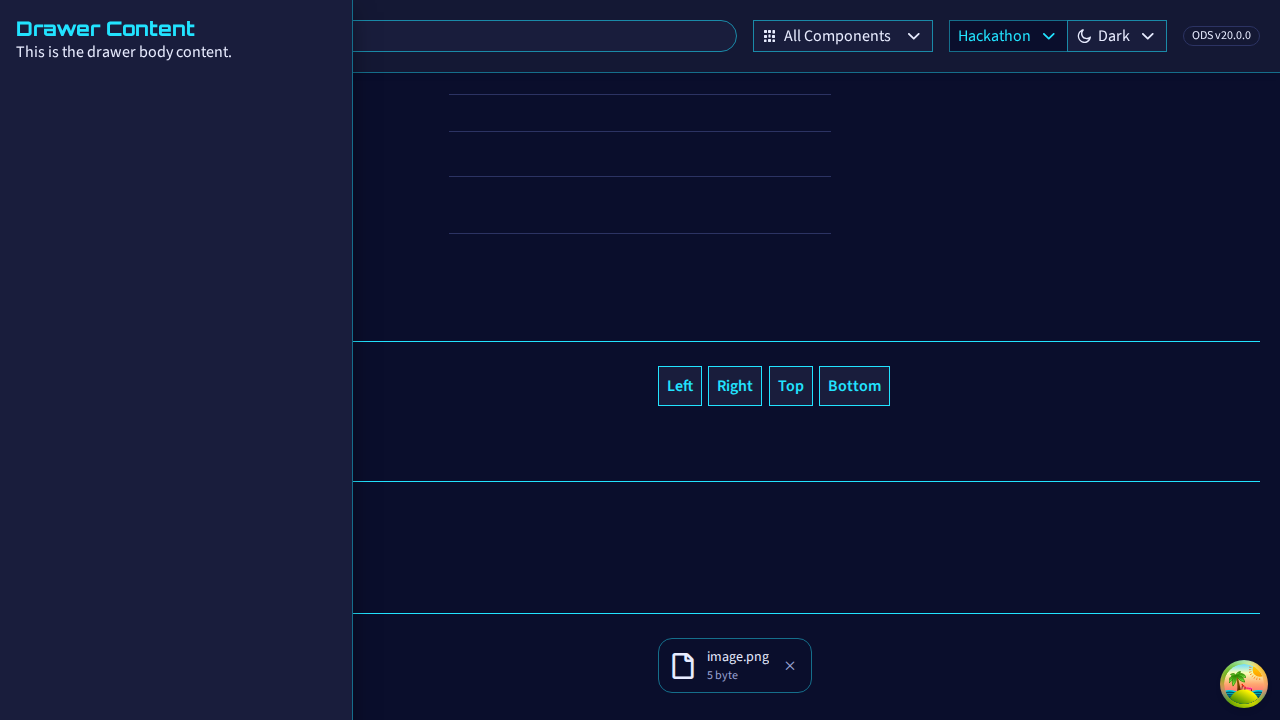 Drawer Content
This is the drawer body content.
All Components
Hackathon
Dark
ODS v20.0.0
Left
Right
Top
Bottom
image.png
5 byte